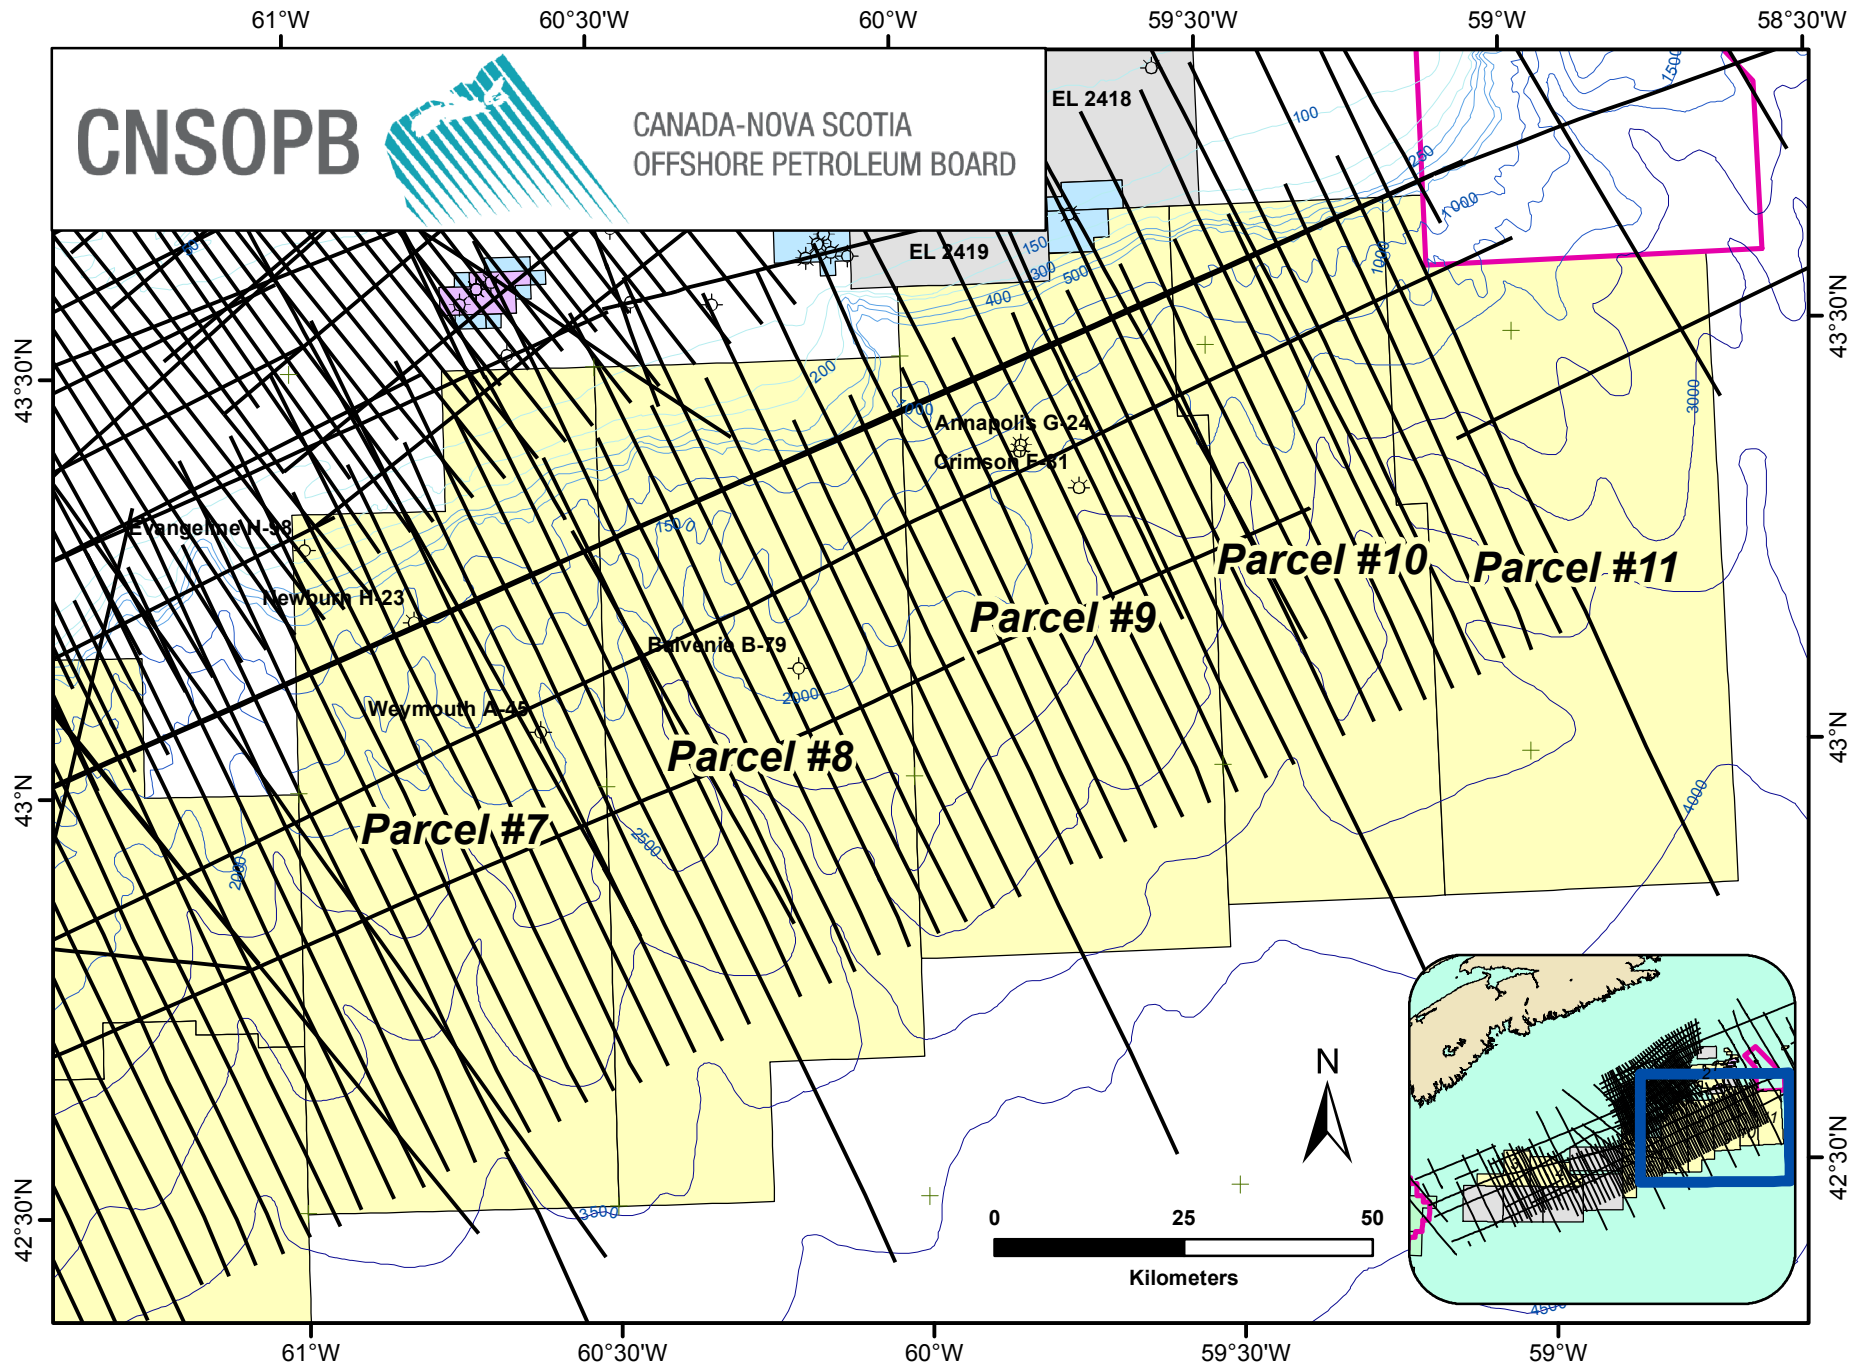 61°W
60°30'W
60°W
59°30'W
59°W
58°30'W
CNSOPB
CANADA-NOVA SCOTIA
OFFSHORE PETROLEUM BOARD
EL 2418
EL 2419
100
250
1500
1000
1000
150
300
500
400
200
50
43°30'N
43°30'N
3000
Annapolis G-24
Crimson F-81
Evangeline H-98
1500
Newburn H-23
Balvenie B-79
2000
Weymouth A-45
Parcel #10
Parcel #11
Parcel #9
Parcel #8
Parcel #7
43°N
43°N
4000
2500
2000
N
0 25 50
Kilometers
42°30'N
42°30'N
3500
4500
61°W
60°30'W
60°W
59°30'W
59°W